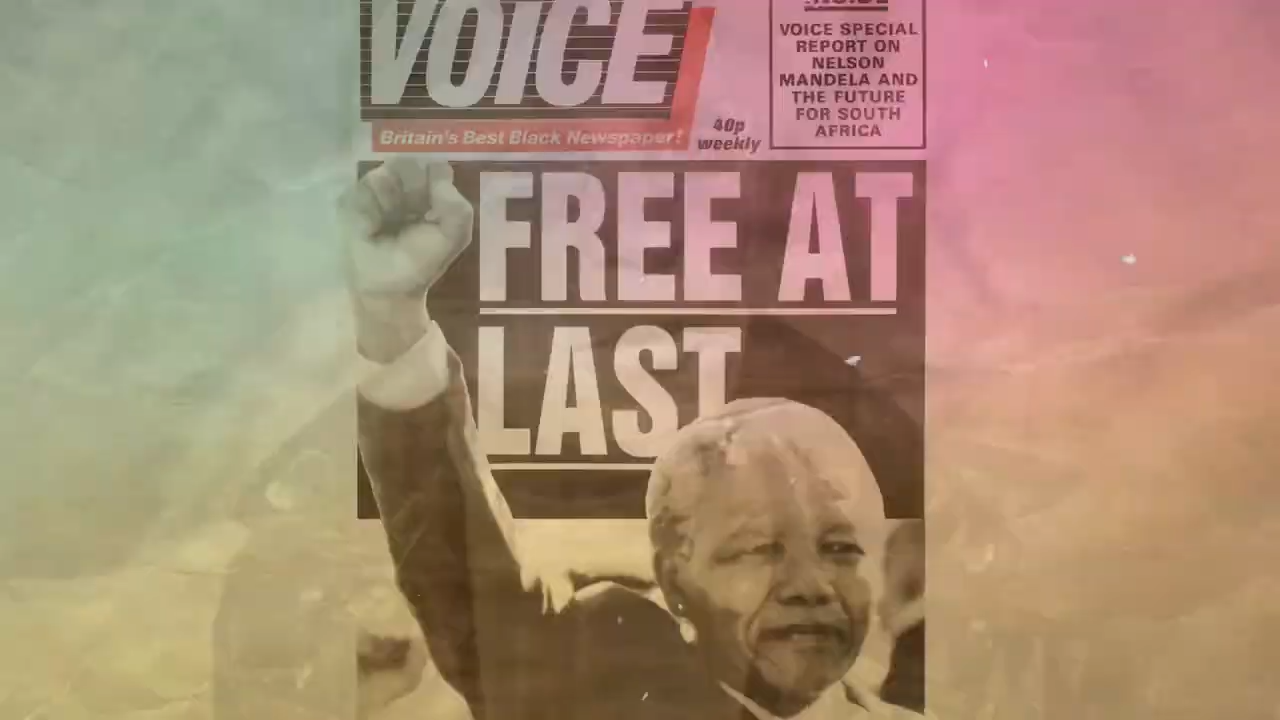 VOICE
Britain's Best Black Newspaper!
40p
weekly
INSIDE
VOICE SPECIAL
REPORT ON
NELSON
MANDELA AND
THE FUTURE
FOR SOUTH
AFRICA
FREE AT
LAST